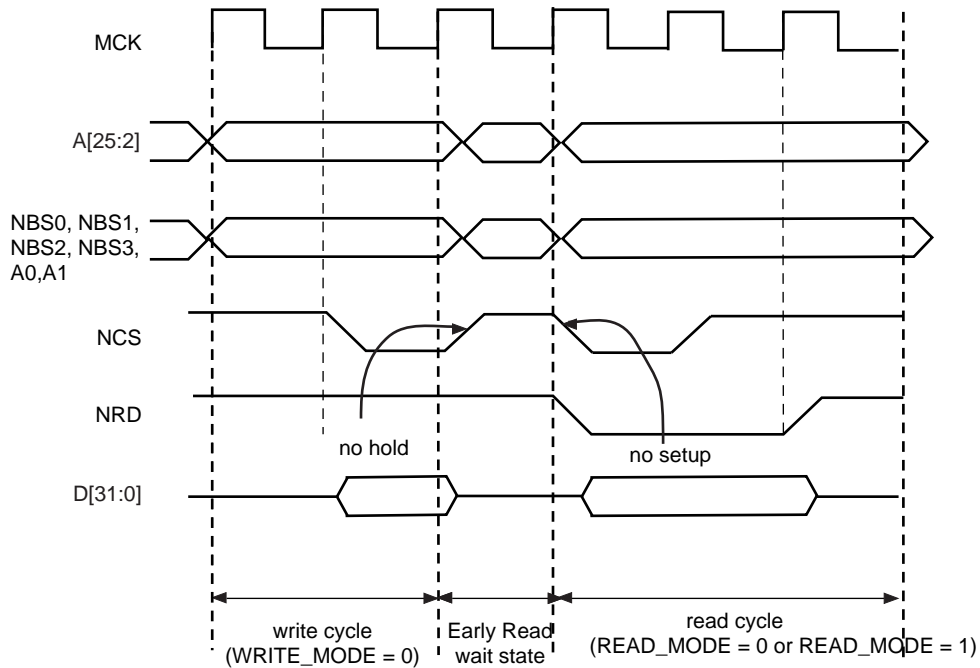 MCK
A[25:2]
NBS0, NBS1,
NBS2, NBS3,
A0,A1
NCS
NRD
no hold
no setup
D[31:0]
write cycle
(WRITE_MODE = 0)
Early Read
wait state
read cycle
(READ_MODE = 0 or READ_MODE = 1)